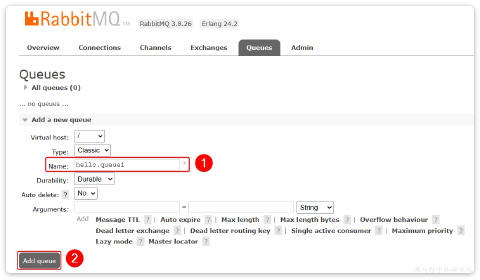 RabbitMQ TM RabbitMQ 3.8.26 Erlang 24.2
Overview Connections Channels Exchanges Queues Admin
Queues
All queues (0)
... no queues ...
Add a new queue
Virtual host: /
Type: Classic
Name: hello.queue1 * 1
Durability: Durable
Auto delete: ? No
Arguments: = String
Add Message TTL ? | Auto expire ? | Max length ? | Max length bytes ? | Overflow behaviour ?
Dead letter exchange ? | Dead letter routing key ? | Single active consumer ? | Maximum priority ?
Lazy mode ? Master locator ?
Add queue 2